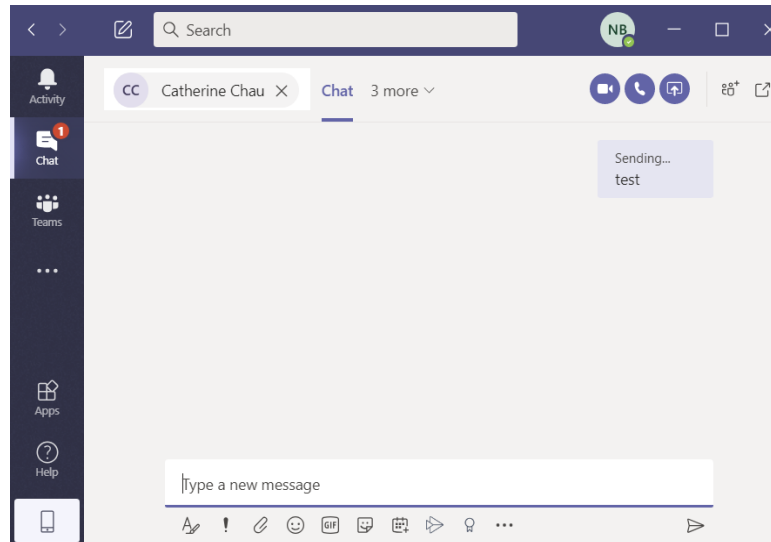 Search
NB
Activity
CC Catherine Chau Chat 3 more
1
Chat
Sending...
test
Teams
Apps
Help
Type a new message
GIF